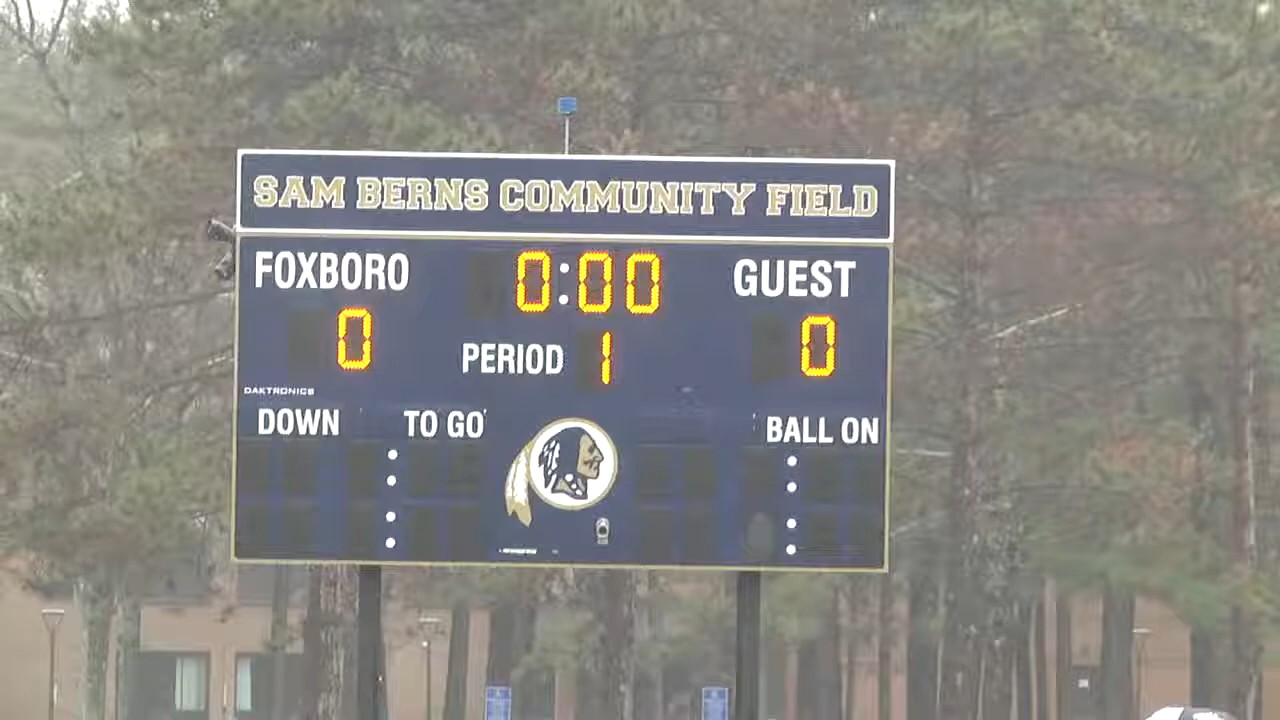 SAM BERNS COMMUNITY FIELD
FOXBORO 0:00 GUEST
0 PERIOD 1 0
DAKTRONICS
DOWN TO GO BALL ON